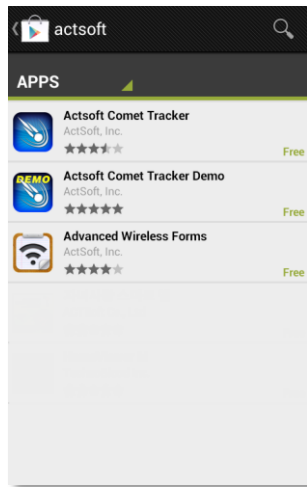 actsoft
APPS
Actsoft Comet Tracker
ActSoft, Inc.
Free
DEMO
Actsoft Comet Tracker Demo
ActSoft, Inc.
Free
Advanced Wireless Forms
ActSoft, Inc.
Free